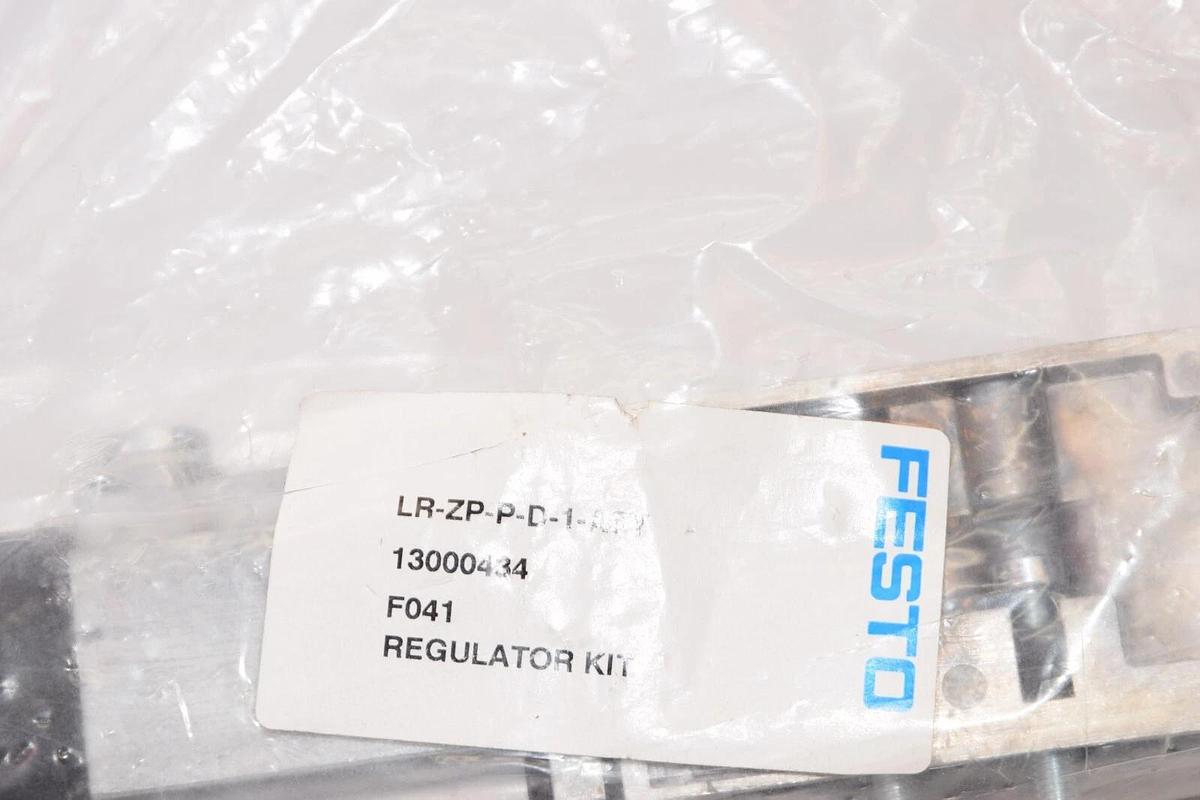 LR-ZP-P-D-1-
13000434
F041
REGULATOR KIT
FESTO